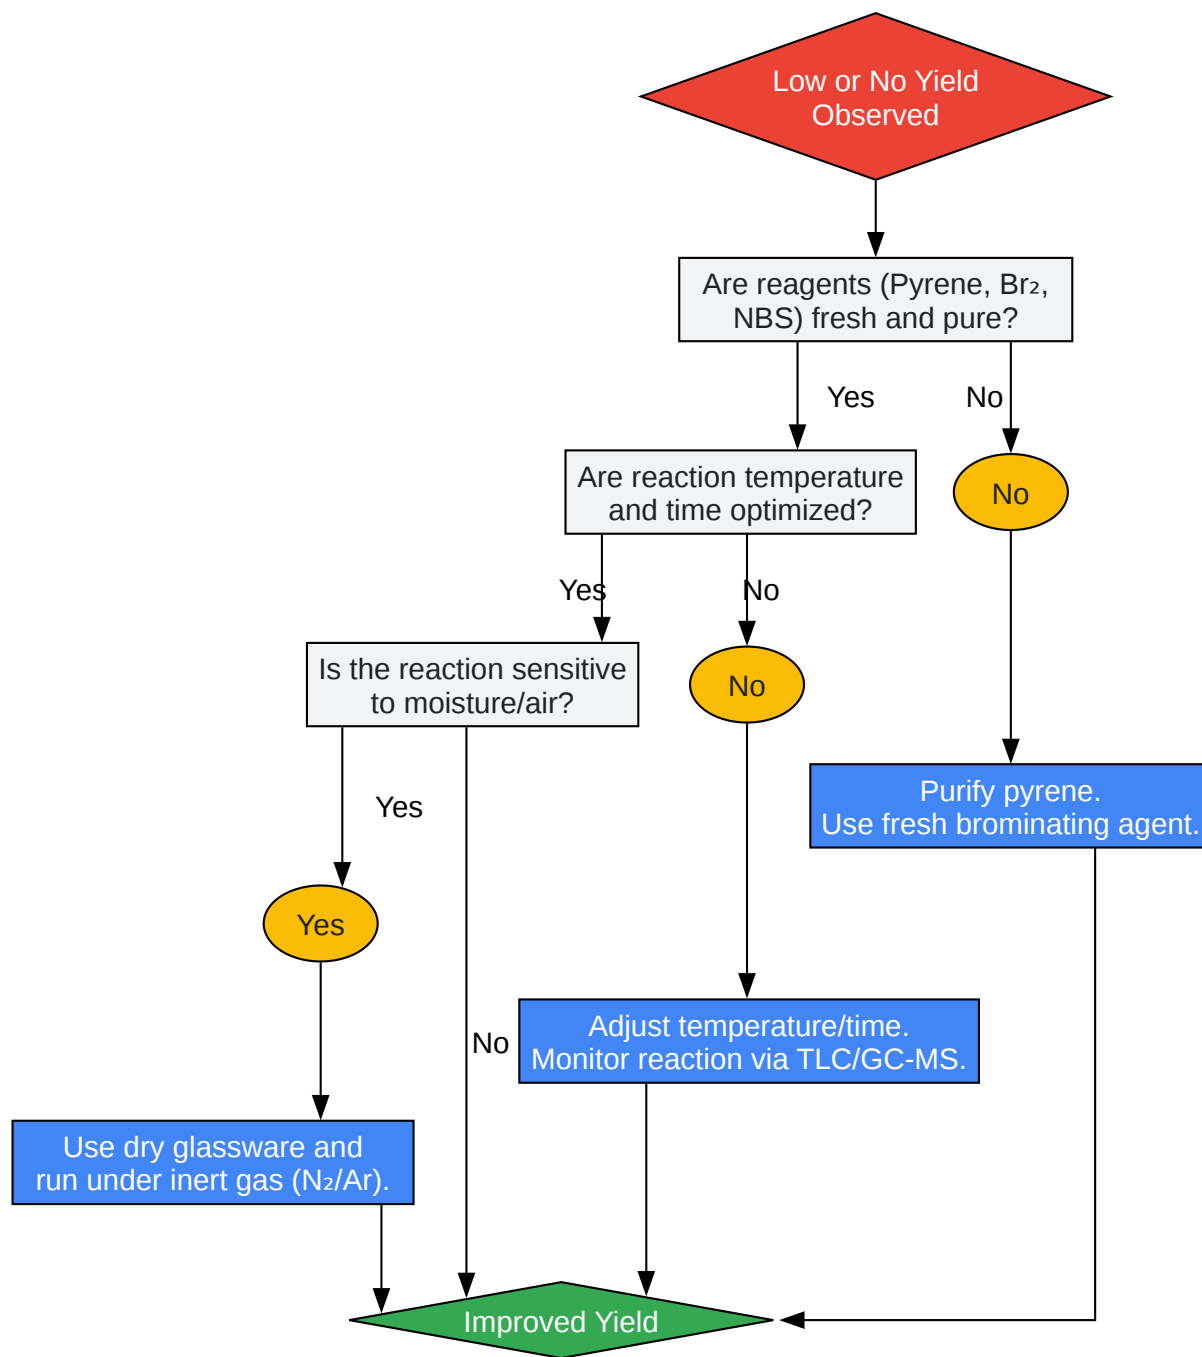 Low or No Yield
Observed
Are reagents (Pyrene, Br₂,
NBS) fresh and pure?
Yes
No
Are reaction temperature
and time optimized?
No
Yes
No
Is the reaction sensitive
to moisture/air?
No
Purify pyrene.
Use fresh brominating agent.
Yes
Yes
Adjust temperature/time.
Monitor reaction via TLC/GC-MS.
No
Use dry glassware and
run under inert gas (N₂/Ar).
Improved Yield